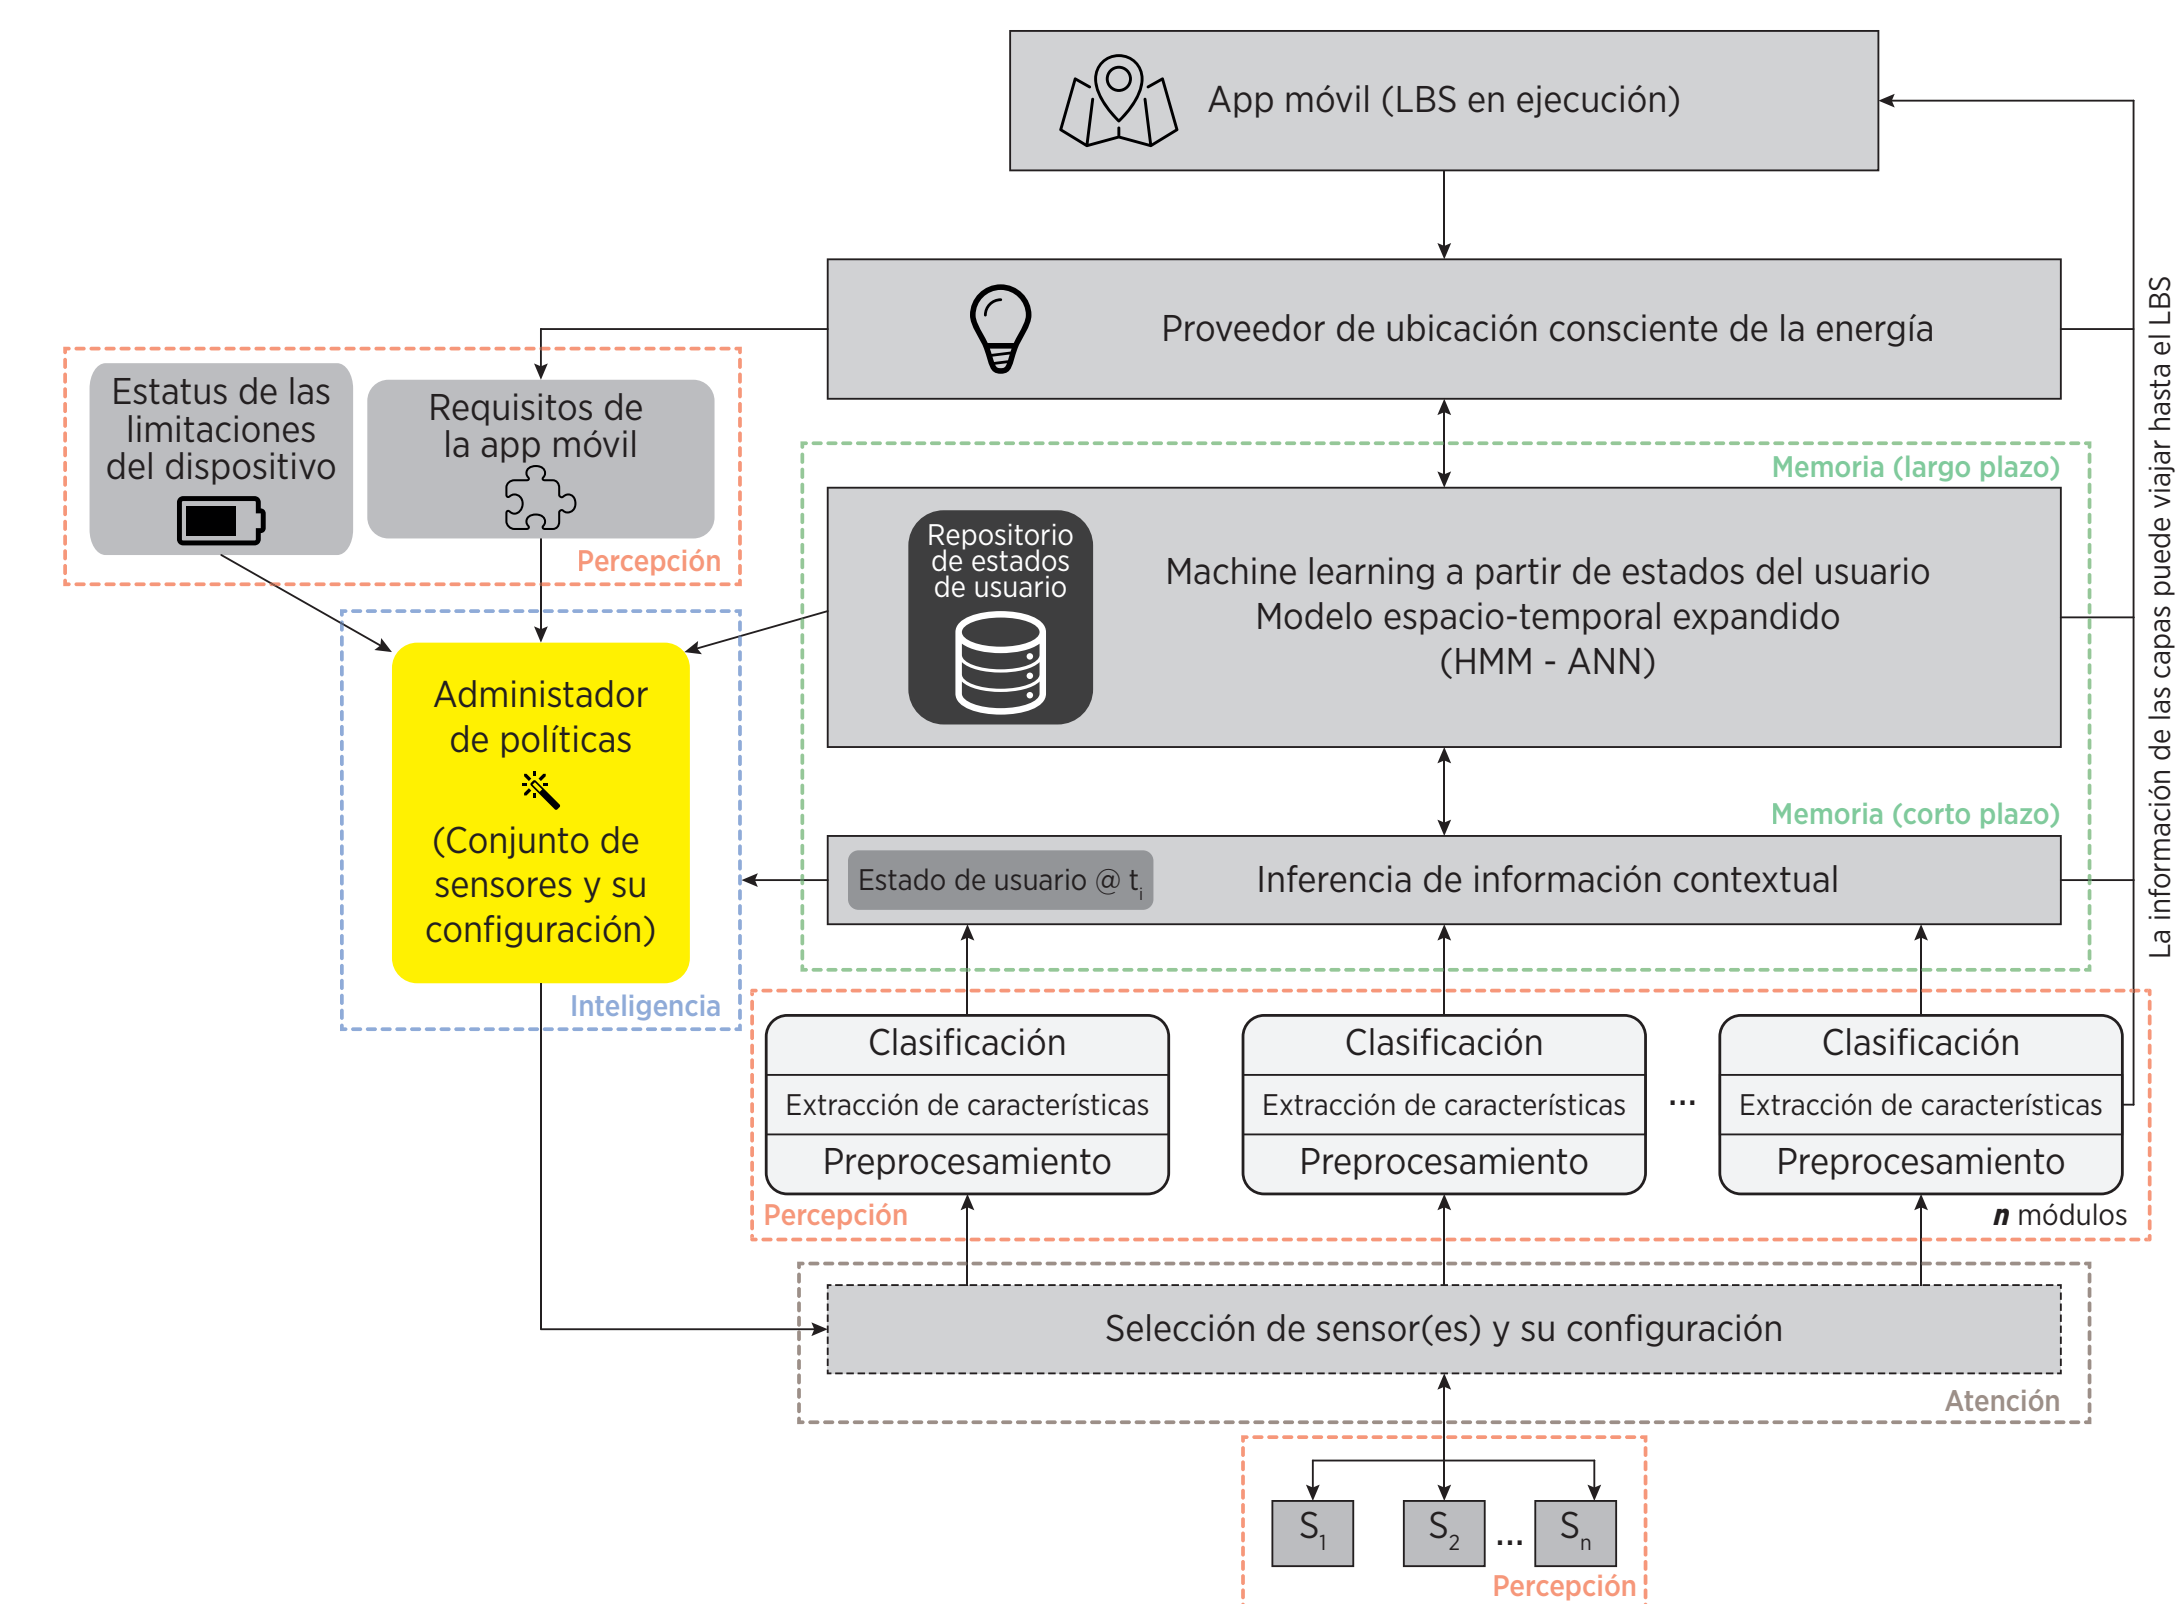 App móvil (LBS en ejecución)
Proveedor de ubicación consciente de la energía
Estatus de las
limitaciones
del dispositivo
Requisitos de
la app móvil
Percepción
Memoria (largo plazo)
Repositorio
de estados
de usuario
Machine learning a partir de estados del usuario
Modelo espacio-temporal expandido
(HMM - ANN)
Administador
de políticas
(Conjunto de
sensores y su
configuración)
Inteligencia
Memoria (corto plazo)
Estado de usuario @ ti
Inferencia de información contextual
La información de las capas puede viajar hasta el LBS
Clasificación
Extracción de características
Preprocesamiento
Clasificación
Extracción de características
Preprocesamiento
...
Clasificación
Extracción de características
Preprocesamiento
Percepción
n módulos
Selección de sensor(es) y su configuración
Atención
S1
S2
...
Sn
Percepción